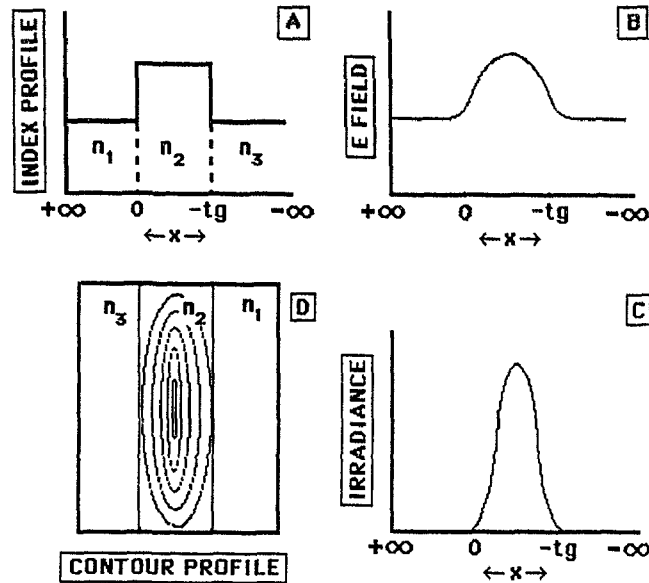 A
INDEX PROFILE
n1 n2 n3
+∞ 0 -tg -∞
←x→
B
E FIELD
+∞ 0 -tg -∞
←x→
D
n3 n2 n1
CONTOUR PROFILE
C
IRRADIANCE
+∞ 0 -tg -∞
←x→